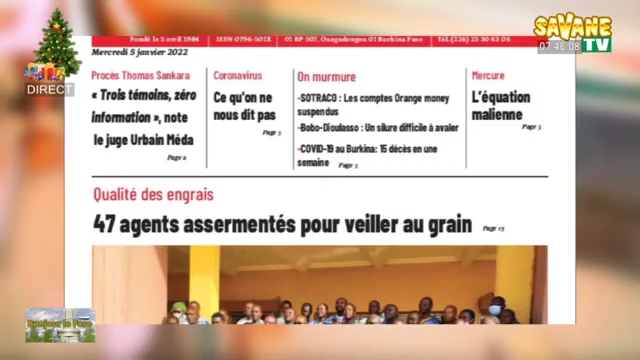 Fondé le 5 avril 1984 ISSN-0796-501X 01 BP 507, Ouagadougou 01 Burkina Faso Tél.(226) 25 30 63 06
Mercredi 5 janvier 2022
SAVANE
TV
07:46:08
DIRECT
Procès Thomas Sankara
« Trois témoins, zéro
information », note
le juge Urbain Méda
Page 2
Coronavirus
Ce qu'on ne
nous dit pas
Page 5
On murmure
-SOTRACO : Les comptes Orange money
suspendus
-Bobo-Dioulasso : Un silure difficile à avaler
-COVID-19 au Burkina: 15 décès en une
semaine Page 5
Mercure
L'équation
malienne
Page 5
Qualité des engrais
47 agents assermentés pour veiller au grain
Page 13
Bonjour le Faso